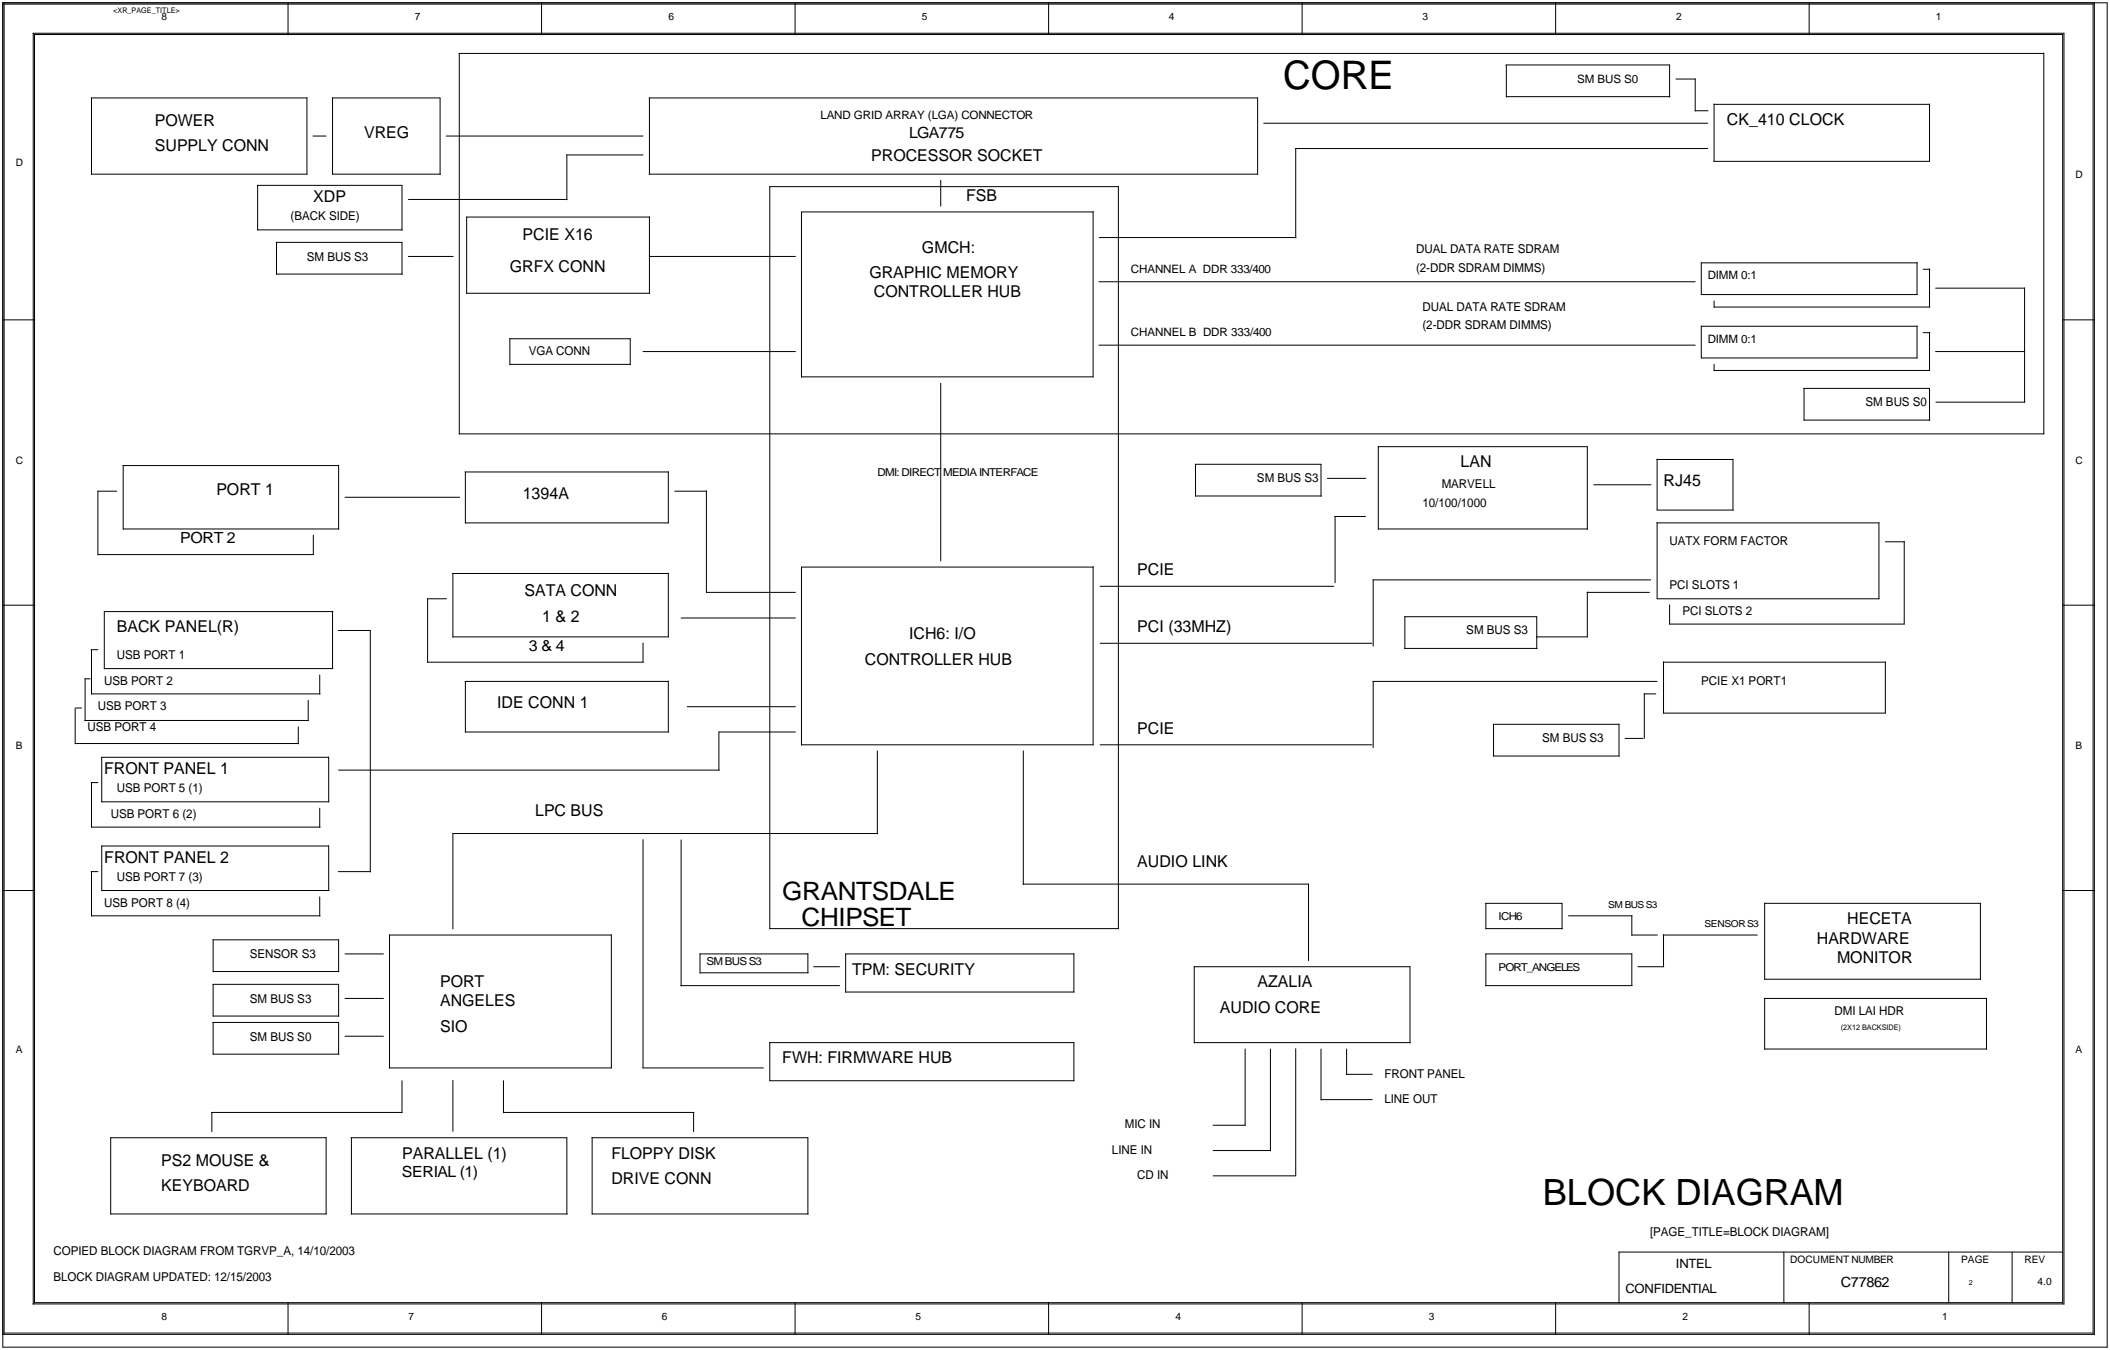 <XR_PAGE_TITLE>
8 7 6 5 4 3 2 1
CORE
SM BUS S0
POWER
SUPPLY CONN
VREG
LAND GRID ARRAY (LGA) CONNECTOR
LGA775
PROCESSOR SOCKET
CK_410 CLOCK
D
D
XDP
(BACK SIDE)
FSB
SM BUS S3
PCIE X16
GRFX CONN
GMCH:
GRAPHIC MEMORY
CONTROLLER HUB
CHANNEL A DDR 333/400
DUAL DATA RATE SDRAM
(2-DDR SDRAM DIMMS)
DIMM 0:1
VGA CONN
CHANNEL B DDR 333/400
DUAL DATA RATE SDRAM
(2-DDR SDRAM DIMMS)
DIMM 0:1
SM BUS S0
C
C
PORT 1
PORT 2
1394A
DMI: DIRECT MEDIA INTERFACE
SM BUS S3
LAN
MARVELL
10/100/1000
RJ45
UATX FORM FACTOR
PCI SLOTS 1
PCI SLOTS 2
SATA CONN
1 & 2
3 & 4
ICH6: I/O
CONTROLLER HUB
PCIE
PCI (33MHZ)
SM BUS S3
BACK PANEL(R)
USB PORT 1
USB PORT 2
USB PORT 3
USB PORT 4
IDE CONN 1
PCIE X1 PORT1
PCIE
SM BUS S3
B
B
FRONT PANEL 1
USB PORT 5 (1)
USB PORT 6 (2)
LPC BUS
FRONT PANEL 2
USB PORT 7 (3)
USB PORT 8 (4)
AUDIO LINK
GRANTSDALE
CHIPSET
SENSOR S3
SM BUS S3
SM BUS S0
PORT
ANGELES
SIO
SM BUS S3
TPM: SECURITY
FWH: FIRMWARE HUB
AZALIA
AUDIO CORE
ICH6
SM BUS S3
SENSOR S3
PORT_ANGELES
HECETA
HARDWARE
MONITOR
DMI LAI HDR
(2X12 BACKSIDE)
A
A
FRONT PANEL
LINE OUT
MIC IN
LINE IN
CD IN
PS2 MOUSE &
KEYBOARD
PARALLEL (1)
SERIAL (1)
FLOPPY DISK
DRIVE CONN
BLOCK DIAGRAM
[PAGE_TITLE=BLOCK DIAGRAM]
COPIED BLOCK DIAGRAM FROM TGRVP_A, 14/10/2003
BLOCK DIAGRAM UPDATED: 12/15/2003
INTEL
CONFIDENTIAL
DOCUMENT NUMBER
C77862
PAGE
2
REV
4.0
8 7 6 5 4 3 2 1